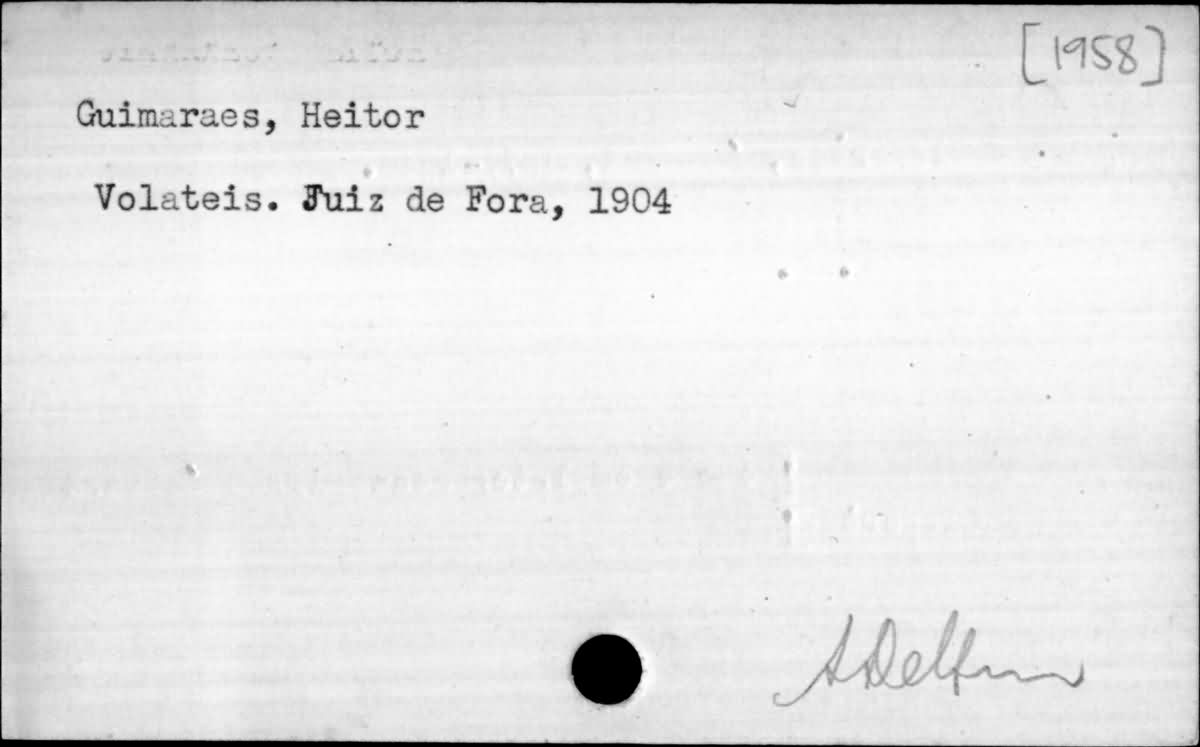 [1958]
Guimaraes, Heitor
Volateis. Juiz de Fora, 1904